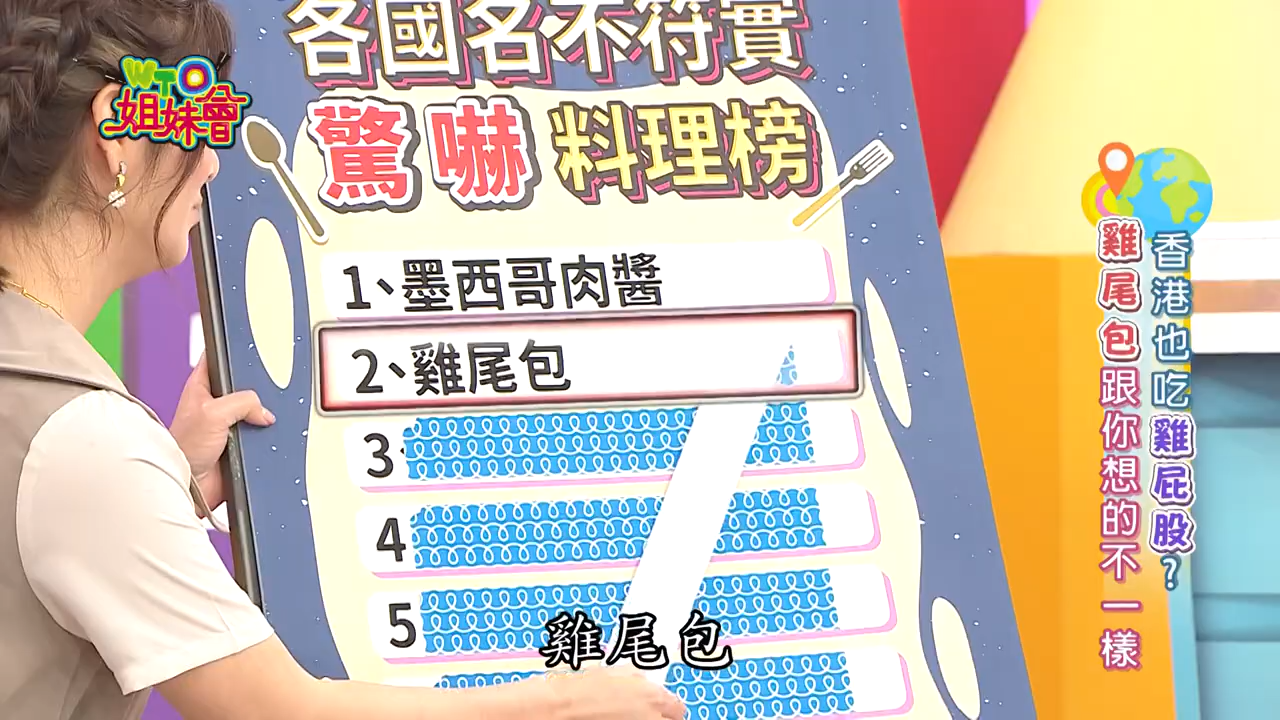 WTO
姐妹會
各國名不符實
驚嚇料理榜
1、墨西哥肉醬
2、雞尾包
3、
4
5
香港也吃雞屁股?
雞尾包跟你想的不一樣
雞尾包